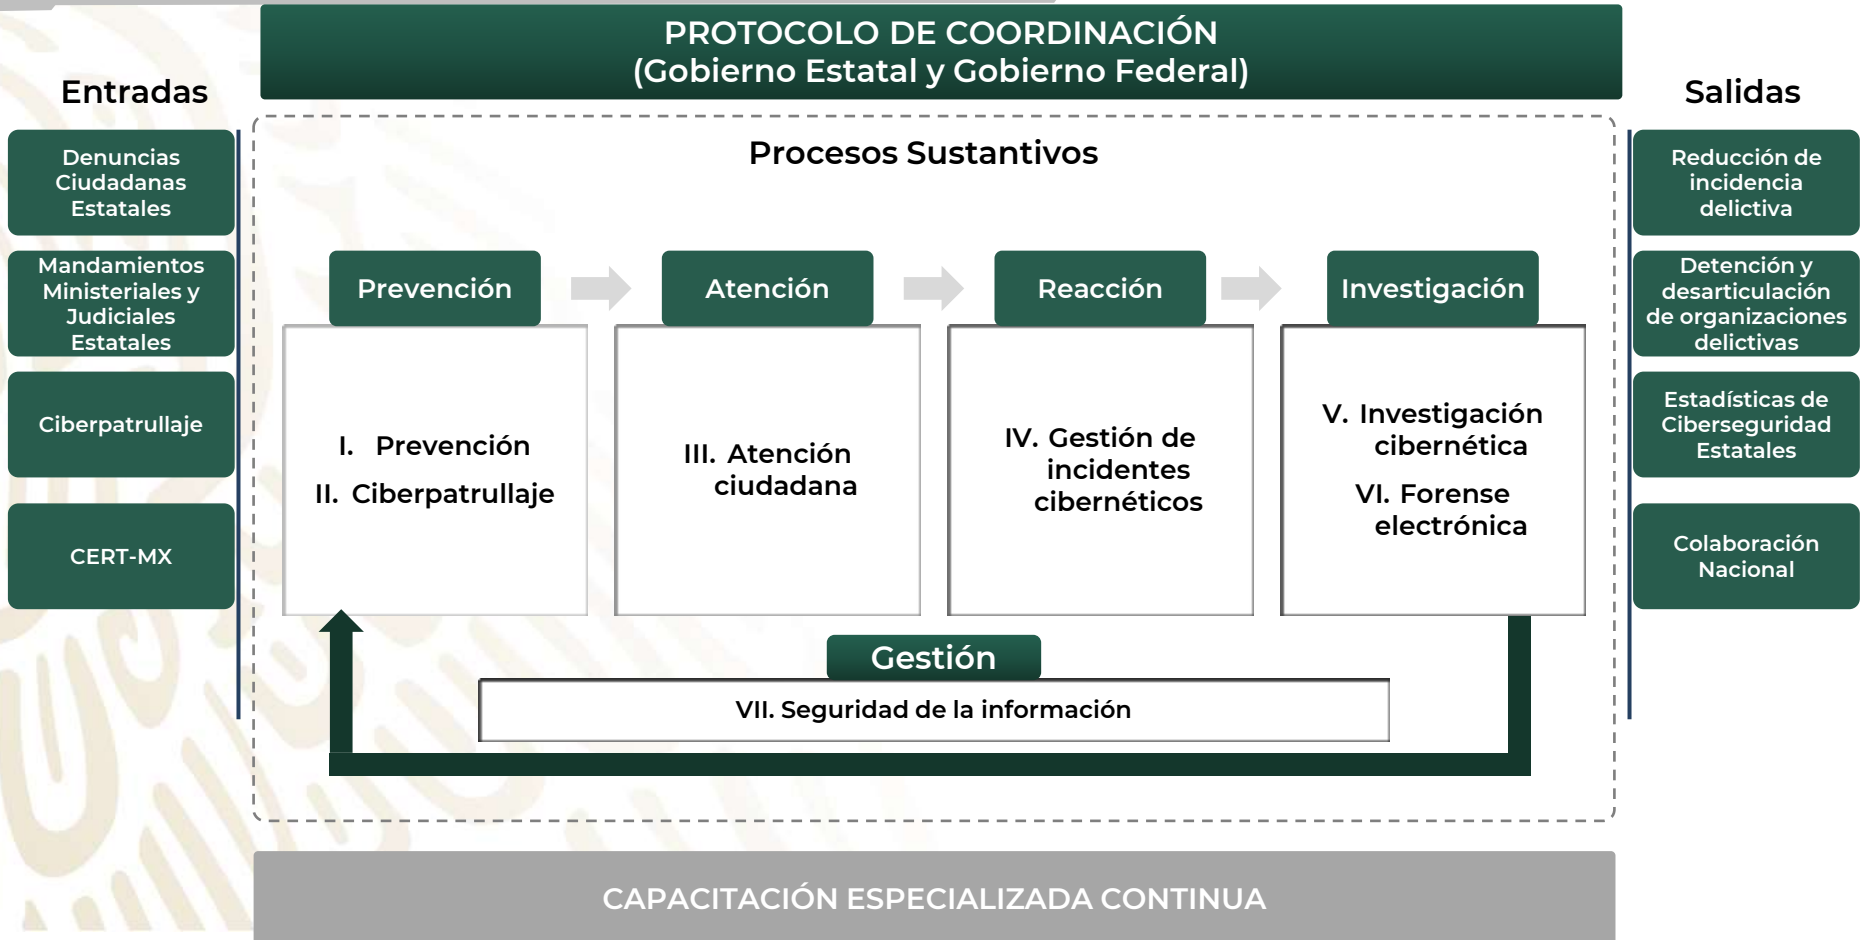 PROTOCOLO DE COORDINACIÓN
(Gobierno Estatal y Gobierno Federal)
Entradas
Denuncias
Ciudadanas
Estatales
Mandamientos
Ministeriales y
Judiciales
Estatales
Ciberpatrullaje
CERT-MX
Procesos Sustantivos
Prevención
I. Prevención
II. Ciberpatrullaje
Atención
III. Atención
ciudadana
Reacción
IV. Gestión de
incidentes
cibernéticos
Investigación
V. Investigación
cibernética
VI. Forense
electrónica
Gestión
VII. Seguridad de la información
Salidas
Reducción de
incidencia
delictiva
Detención y
desarticulación
de organizaciones
delictivas
Estadísticas de
Ciberseguridad
Estatales
Colaboración
Nacional
CAPACITACIÓN ESPECIALIZADA CONTINUA